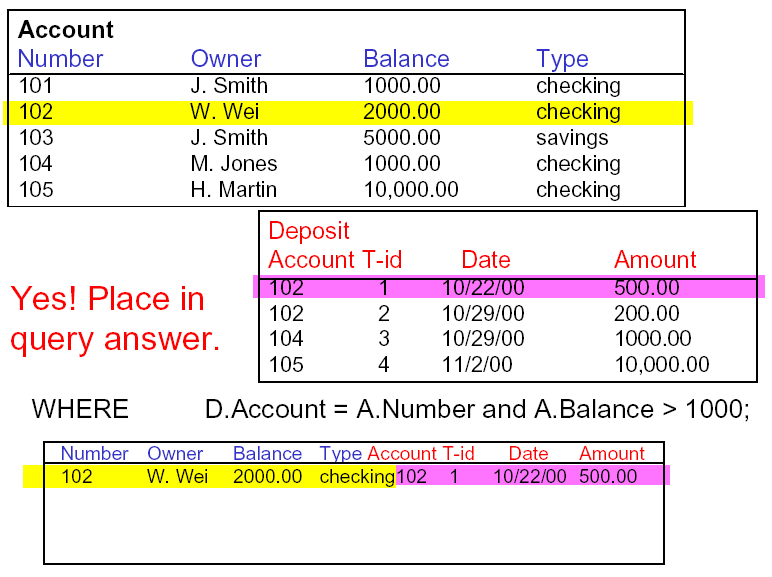 Account
Number Owner Balance Type
101 J. Smith 1000.00 checking
102 W. Wei 2000.00 checking
103 J. Smith 5000.00 savings
104 M. Jones 1000.00 checking
105 H. Martin 10,000.00 checking
Deposit
Account T-id Date Amount
102 1 10/22/00 500.00
102 2 10/29/00 200.00
104 3 10/29/00 1000.00
105 4 11/2/00 10,000.00
Yes! Place in
query answer.
WHERE D.Account = A.Number and A.Balance > 1000;
Number Owner Balance Type Account T-id Date Amount
102 W. Wei 2000.00 checking 102 1 10/22/00 500.00